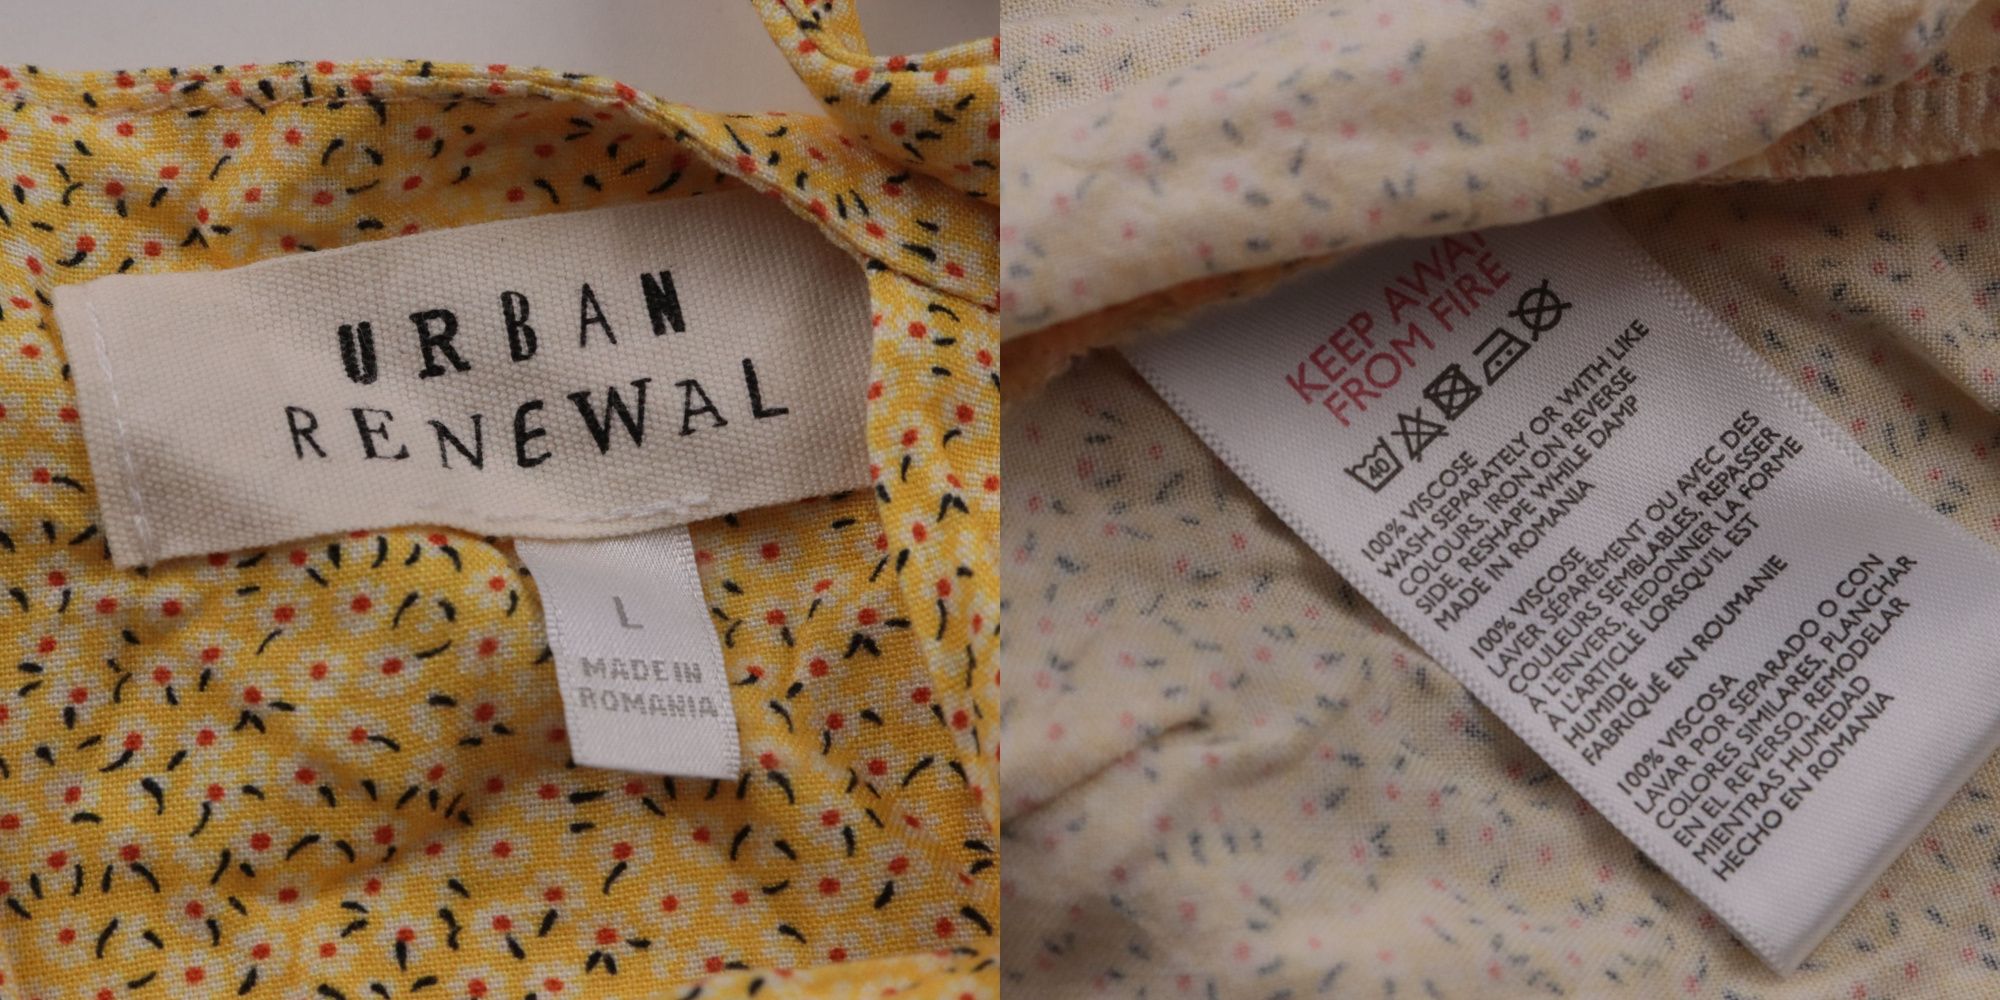 URBAN
RENEWAL
L
MADE IN
ROMANIA
KEEP AWAY
FROM FIRE
40
100% VISCOSE
WASH SEPARATELY OR WITH LIKE
COLOURS, IRON ON REVERSE
SIDE, RESHAPE WHILE DAMP
MADE IN ROMANIA
100% VISCOSE
LAVER SÉPARÉMENT OU AVEC DES
COULEURS SEMBLABLES, REPASSER
À L'ENVERS, REDONNER LA FORME
À L'ARTICLE LORSQU'IL EST
HUMIDE
FABRIQUÉ EN ROUMANIE
100% VISCOSA
LAVAR POR SEPARADO O CON
COLORES SIMILARES, PLANCHAR
EN EL REVERSO, REMODELAR
MIENTRAS HUMEDAD
HECHO EN ROMANIA